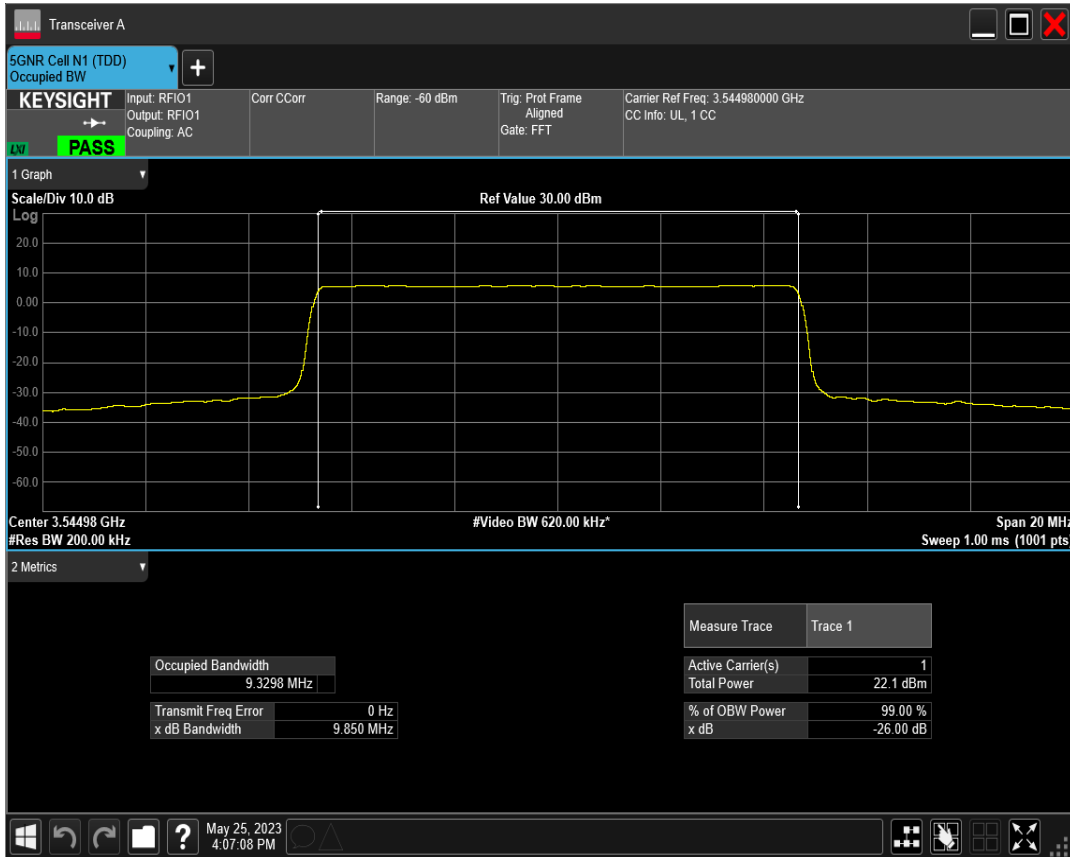 Transceiver A
5GNR Cell N1 (TDD)
Occupied BW
+
KEYSIGHT
LXI
PASS
Input: RFIO1
Output: RFIO1
Coupling: AC
Corr CCorr
Range: -60 dBm
Trig: Prot Frame
Aligned
Gate: FFT
Carrier Ref Freq: 3.544980000 GHz
CC Info: UL, 1 CC
1 Graph
Scale/Div 10.0 dB
Ref Value 30.00 dBm
Log
20.0
10.0
0.00
-10.0
-20.0
-30.0
-40.0
-50.0
-60.0
Center 3.54498 GHz
#Video BW 620.00 kHz*
Span 20 MHz
#Res BW 200.00 kHz
Sweep 1.00 ms (1001 pts)
2 Metrics
Measure Trace Trace 1
Occupied Bandwidth
9.3298 MHz
Active Carrier(s) 1
Total Power 22.1 dBm
Transmit Freq Error 0 Hz
x dB Bandwidth 9.850 MHz
% of OBW Power 99.00 %
x dB -26.00 dB
?
May 25, 2023
4:07:08 PM